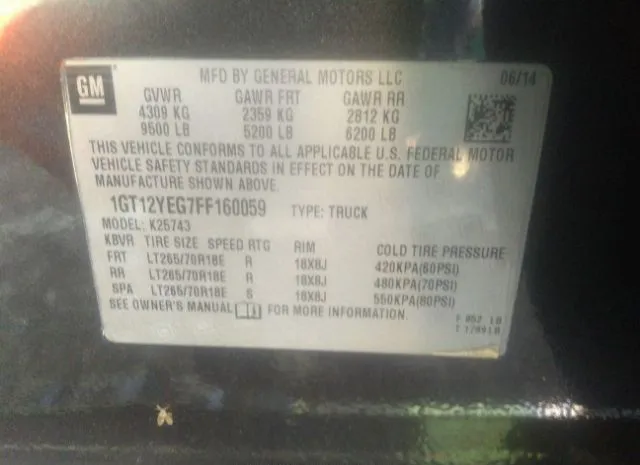 GM
MFD BY GENERAL MOTORS LLC 06/14
GVWR GAWR FRT GAWR RR
4309 KG 2359 KG 2812 KG
9500 LB 5200 LB 6200 LB
THIS VEHICLE CONFORMS TO ALL APPLICABLE U.S. FEDERAL MOTOR
VEHICLE SAFETY STANDARDS IN EFFECT ON THE DATE OF
MANUFACTURE SHOWN ABOVE.
1GT12YEG7FF160059 TYPE: TRUCK
MODEL: K25743
KBVR TIRE SIZE SPEED RTG RIM COLD TIRE PRESSURE
FRT LT265/70R18E R 18X8J 420KPA(60PSI)
RR LT265/70R18E R 18X8J 480KPA(70PSI)
SPA LT265/70R18E S 18X8J 550KPA(80PSI)
SEE OWNER'S MANUAL FOR MORE INFORMATION.